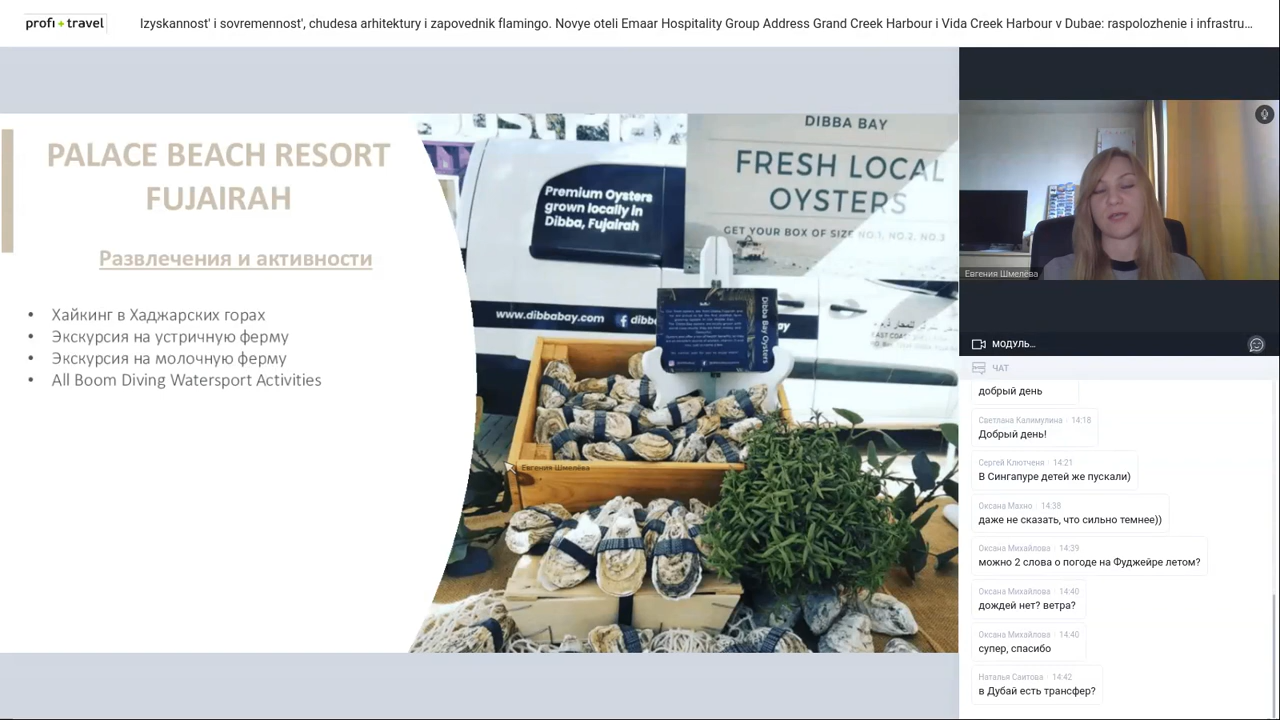 profi+travel
Izyskannost' i sovremennost', chudesa arhitektury i zapovednik flamingo. Novye oteli Emaar Hospitality Group Address Grand Creek Harbour i Vida Creek Harbour v Dubae: raspolozhenie i infrastru...
PALACE BEACH RESORT
FUJAIRAH
Развлечения и активности
• Хайкинг в Хаджарских горах
• Экскурсия на устричную ферму
• Экскурсия на молочную ферму
• All Boom Diving Watersport Activities
Premium Oysters
grown locally in
Dibba, Fujairah
DIBBA BAY
FRESH LOCAL
OYSTERS
GET YOUR BOX OF SIZE NO.1, NO.2, NO.3
www.dibbabay.com
Dibba Bay Oysters
Евгения Шмелёва
Евгения Шмелёва
МОДУЛЬ...
ЧАТ
добрый день
Светлана Калимулина · 14:18
Добрый день!
Сергей Клютченя · 14:21
В Сингапуре детей же пускали)
Оксана Махно · 14:38
даже не сказать, что сильно темнее))
Оксана Михайлова · 14:39
можно 2 слова о погоде на Фуджейре летом?
Оксана Михайлова · 14:40
дождей нет? ветра?
Оксана Михайлова · 14:40
супер, спасибо
Наталья Саитова · 14:42
в Дубай есть трансфер?